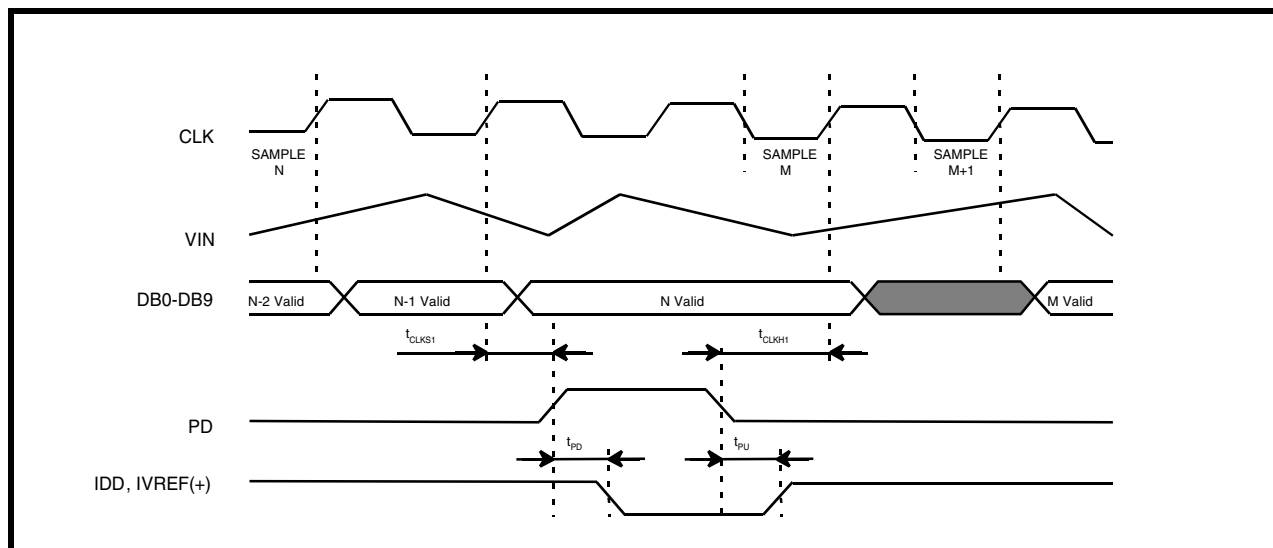 CLK
SAMPLE
N
SAMPLE
M
SAMPLE
M+1
VIN
DB0-DB9
N-2 Valid
N-1 Valid
N Valid
M Valid
tCLKS1
tCLKH1
PD
tPD
tPU
IDD, IVREF(+)